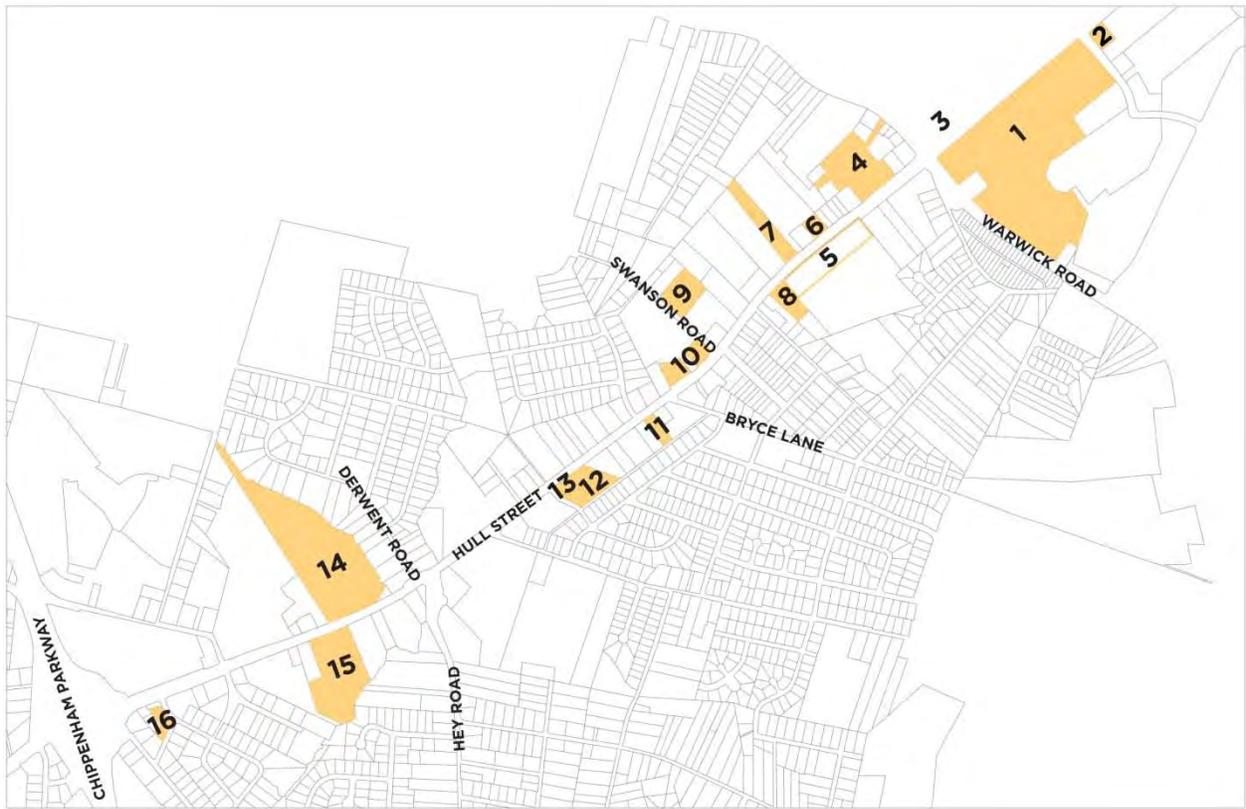 2
3
1
4
WARWICK ROAD
6
7
5
SWANSON ROAD
9
8
10
11
BRYCE LANE
13
12
DERWENT ROAD
HULL STREET
14
15
CHIPPENHAM PARKWAY
HEY ROAD
16